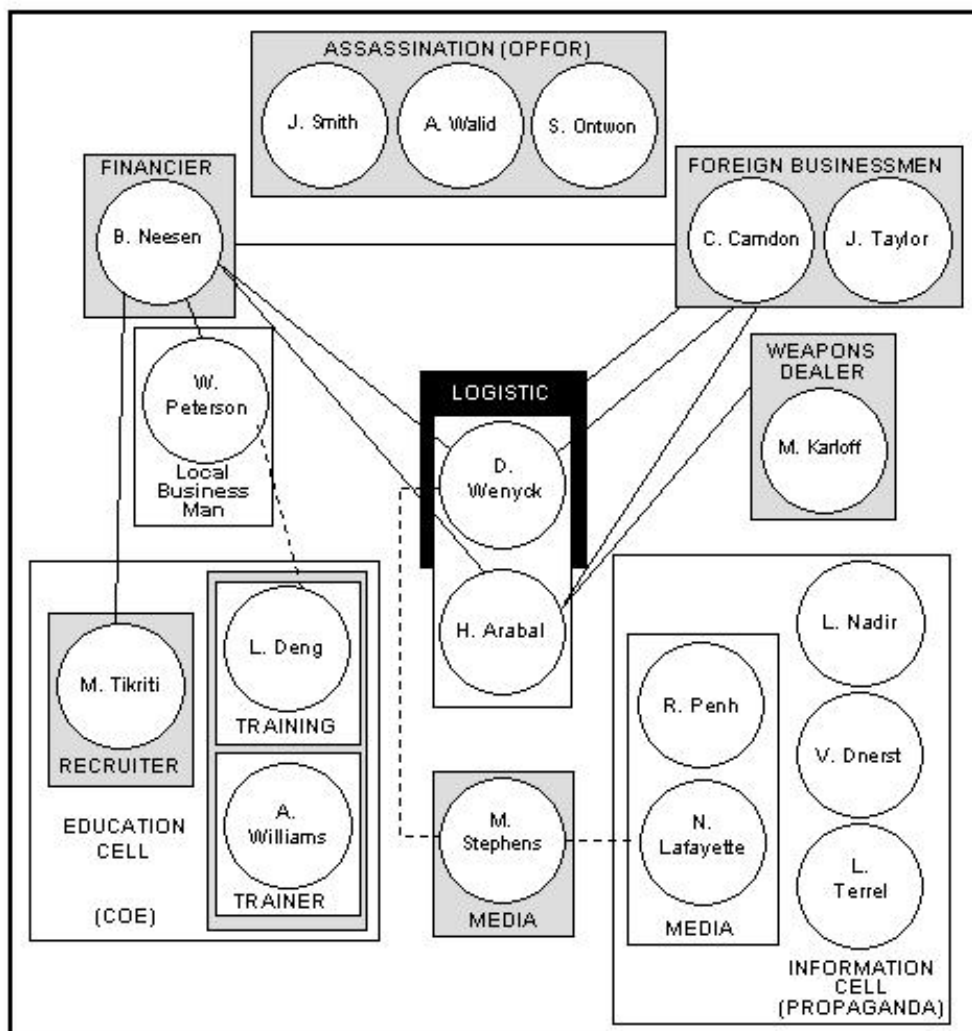 ASSASSINATION (OPFOR)
J. Smith
A. Walid
S. Ontwon
FINANCIER
B. Neesen
FOREIGN BUSINESSMEN
C. Camdon
J. Taylor
W.
Peterson
Local
Business
Man
LOGISTIC
D.
Wenyck
H. Arabal
WEAPONS
DEALER
M. Karloff
M. Tikriti
RECRUITER
EDUCATION
CELL
(COE)
L. Deng
TRAINING
A.
Williams
TRAINER
M.
Stephens
MEDIA
R. Penh
N.
Lafayette
MEDIA
L. Nadir
V. Dnerst
L.
Terrel
INFORMATION
CELL
(PROPAGANDA)